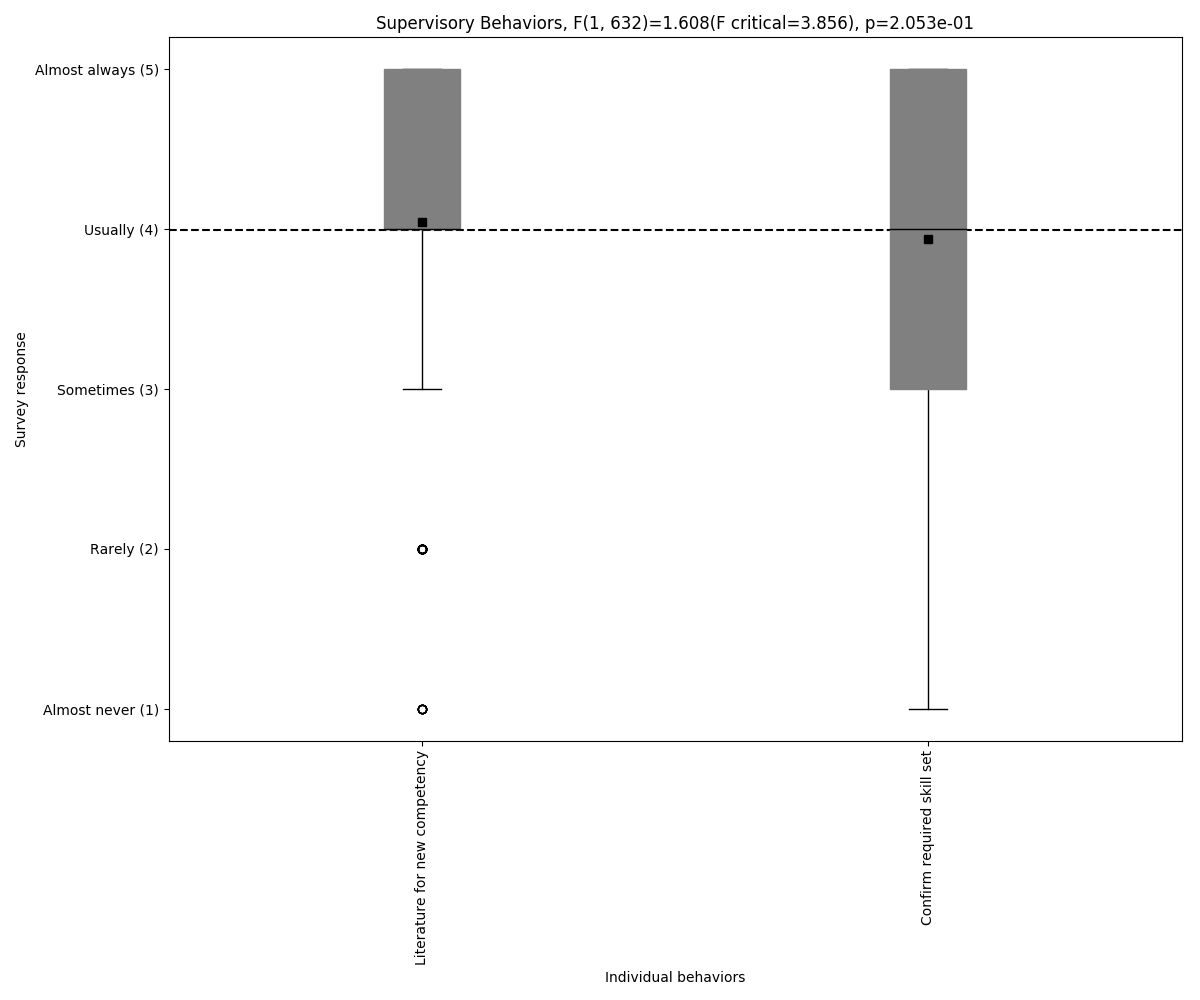 Supervisory Behaviors, F(1, 632)=1.608(F critical=3.856), p=2.053e-01
Almost always (5)
Usually (4)
Sometimes (3)
Rarely (2)
Almost never (1)
Survey response
Literature for new competency
Confirm required skill set
Individual behaviors